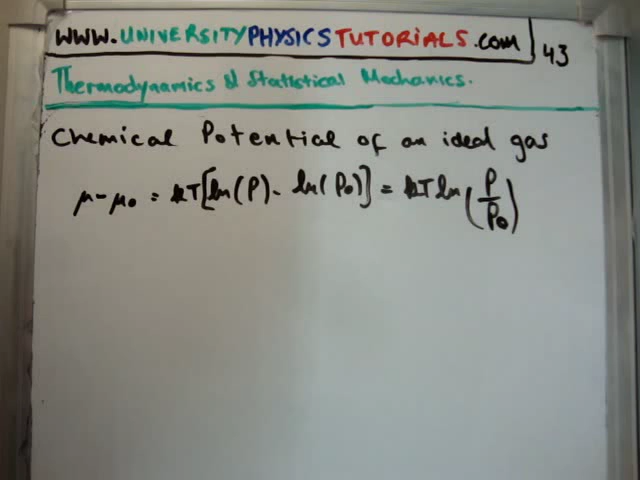 WWW.UNIVERSITYPHYSICSTUTORIALS.com 43
Thermodynamics & Statistical Mechanics.
Chemical Potential of an ideal gas
μ-μ₀ = kT[ln(P) - ln(P₀)] = kT ln(P/P₀)